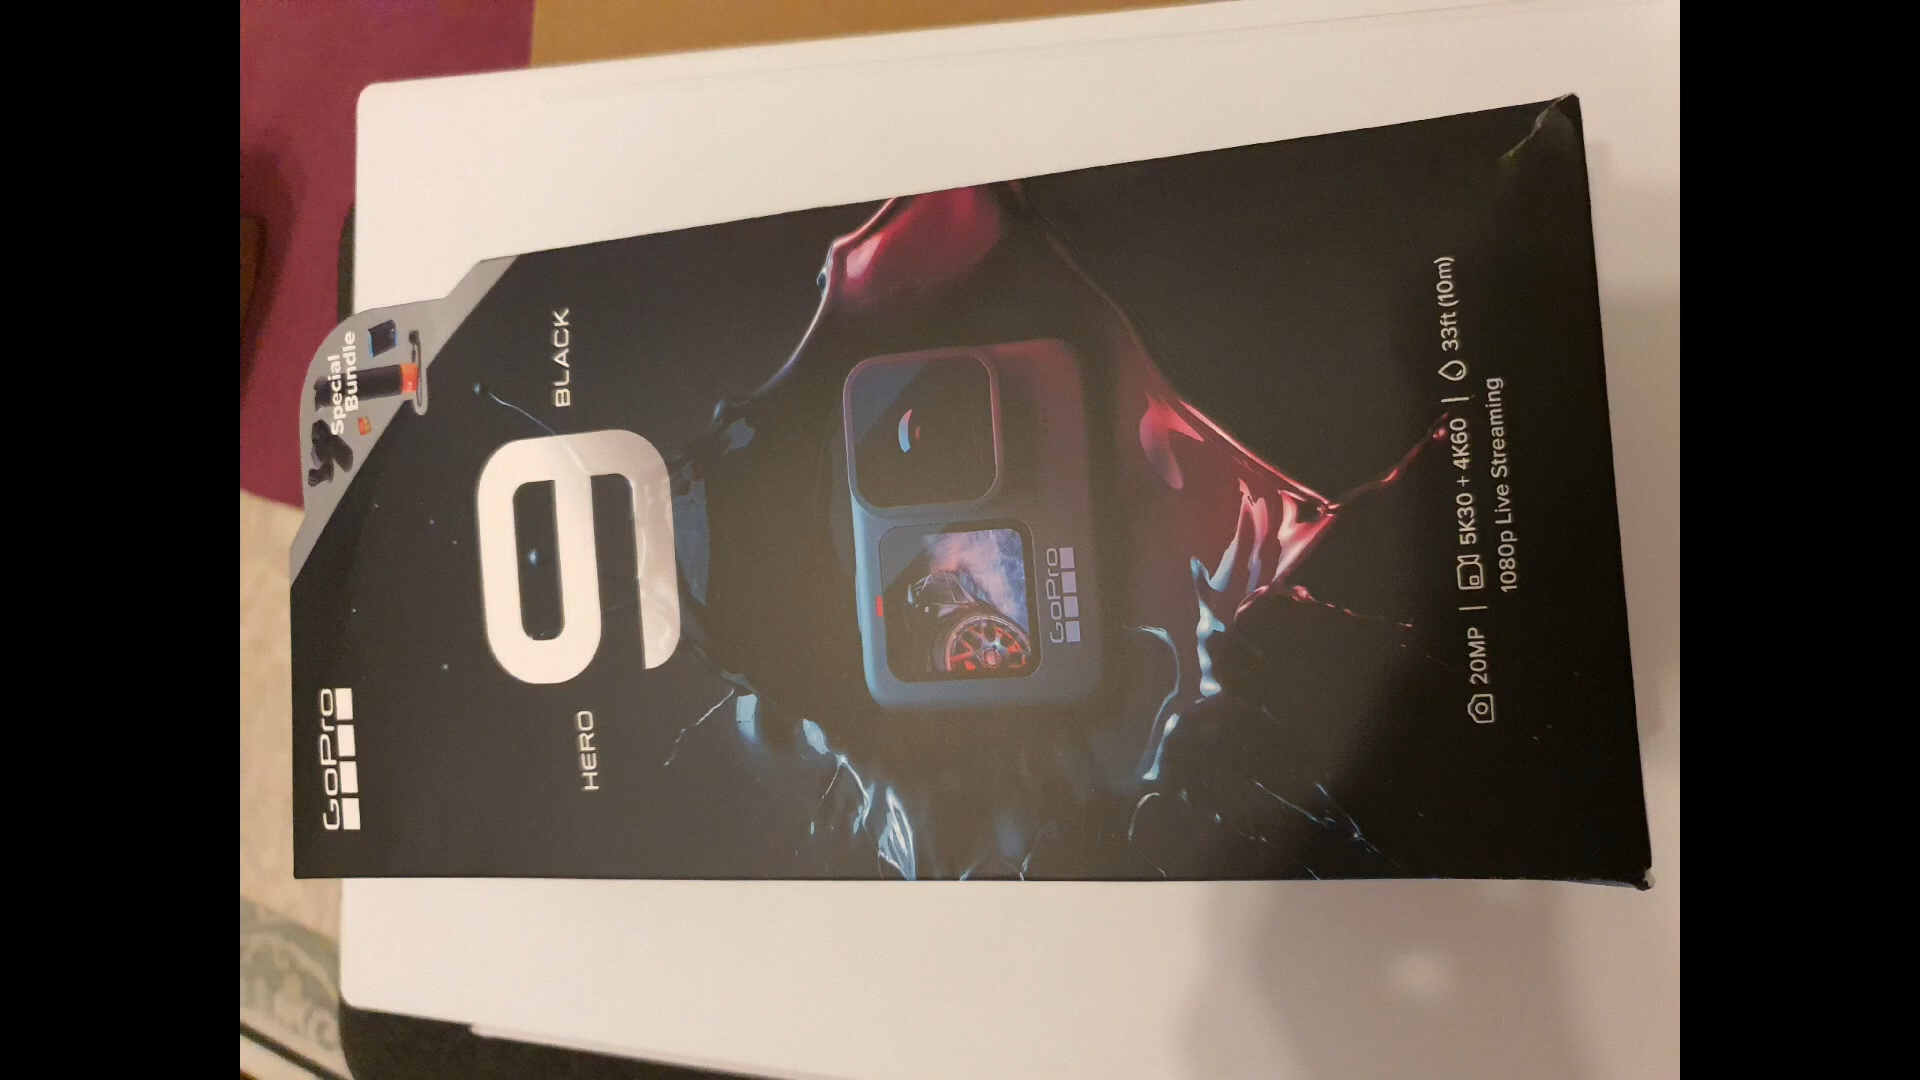 GoPro
Special
Bundle
HERO 9 BLACK
GoPro
20MP | 5K30 + 4K60 | 33ft (10m)
1080p Live Streaming